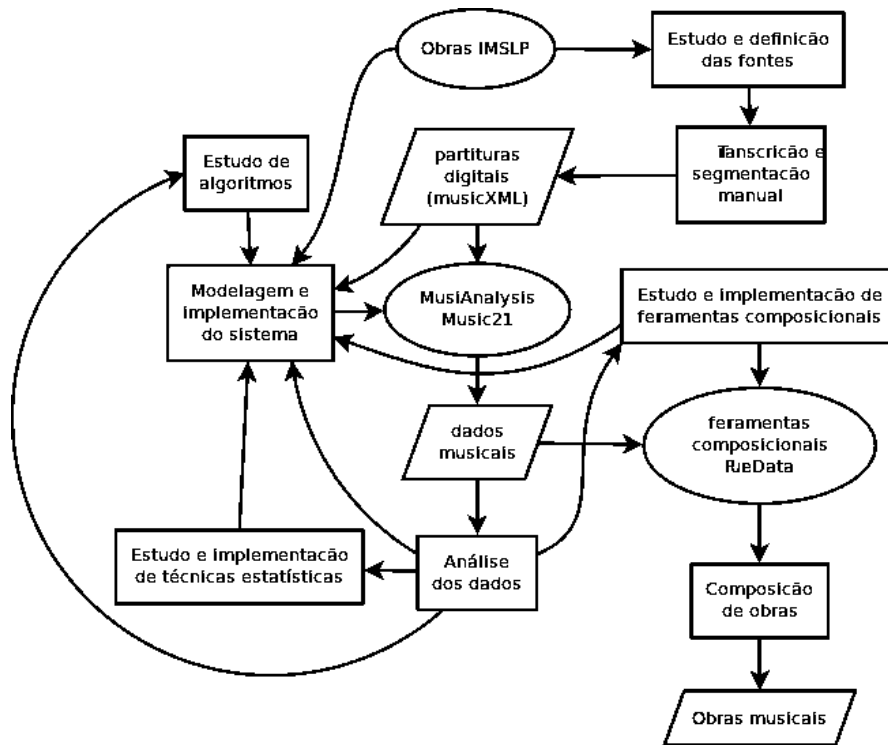 Obras IMSLP
Estudo e definicão
das fontes
Tanscricão e
segmentacão
manual
partituras
digitais
(musicXML)
Estudo de
algoritmos
Modelagem e
implementacão
do sistema
MusiAnalysis
Music21
Estudo e implementacão de
feramentas composicionais
dados
musicais
feramentas
composicionais
PureData
Estudo e implementacão
de técnicas estatísticas
Análise
dos dados
Composicão
de obras
Obras musicais